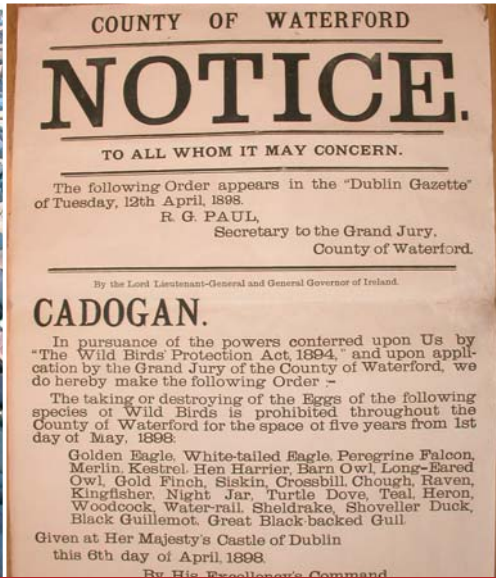 COUNTY OF WATERFORD
NOTICE.
TO ALL WHOM IT MAY CONCERN.
The following Order appears in the "Dublin Gazette"
of Tuesday, 12th April, 1898.
R. G. PAUL,
Secretary to the Grand Jury,
County of Waterford.
By the Lord Lieutenant-General and General Governor of Ireland.
CADOGAN.
In pursuance of the powers conferred upon Us by
"The Wild Birds' Protection Act, 1894," and upon appli-
cation by the Grand Jury of the County of Waterford, we
do hereby make the following Order :-
The taking or destroying of the Eggs of the following
species of Wild Birds is prohibited throughout the
County of Waterford for the space of five years from 1st
day of May, 1898:
Golden Eagle, White-tailed Eagle, Peregrine Falcon,
Merlin, Kestrel, Hen Harrier, Barn Owl, Long-Eared
Owl, Gold Finch, Siskin, Crossbill, Chough, Raven,
Kingfisher, Night Jar, Turtle Dove, Teal, Heron,
Woodcock, Water-rail, Sheldrake, Shoveller Duck,
Black Guillemot, Great Black-backed Gull
Given at Her Majesty's Castle of Dublin
this 6th day of April, 1898.
By His Excellency's Command